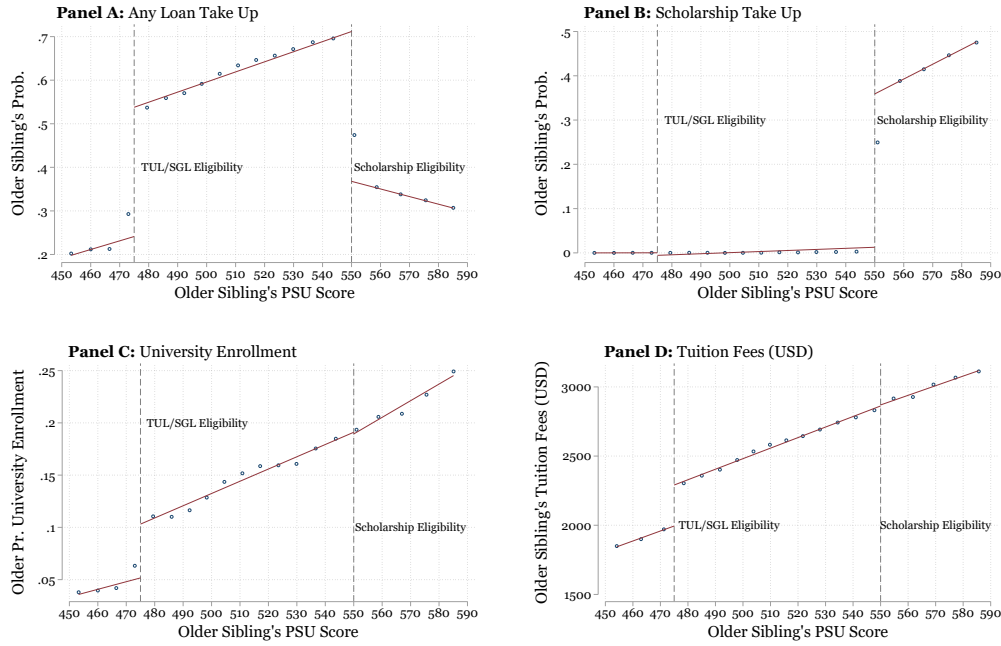 Panel A: Any Loan Take Up
Older Sibling's Prob.
.7
.6
.5
.4
.3
.2
TUL/SGL Eligibility
Scholarship Eligibility
450 460 470 480 490 500 510 520 530 540 550 560 570 580 590
Older Sibling's PSU Score
Panel B: Scholarship Take Up
Older Sibling's Prob.
.5
.4
.3
.2
.1
0
TUL/SGL Eligibility
Scholarship Eligibility
450 460 470 480 490 500 510 520 530 540 550 560 570 580 590
Older Sibling's PSU Score
Panel C: University Enrollment
Older Pr. University Enrollment
.25
.2
.15
.1
.05
TUL/SGL Eligibility
Scholarship Eligibility
450 460 470 480 490 500 510 520 530 540 550 560 570 580 590
Older Sibling's PSU Score
Panel D: Tuition Fees (USD)
Older Sibling's Tuition Fees (USD)
3000
2500
2000
1500
TUL/SGL Eligibility
Scholarship Eligibility
450 460 470 480 490 500 510 520 530 540 550 560 570 580 590
Older Sibling's PSU Score